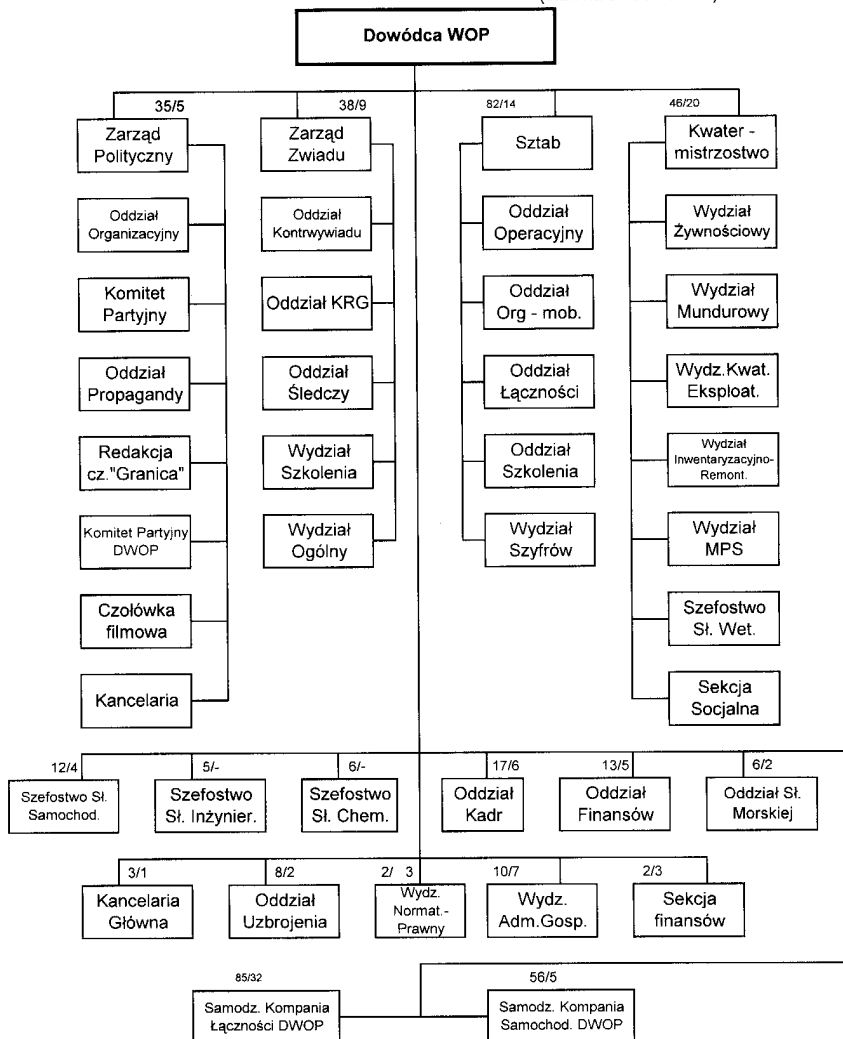 Dowódca WOP
35/5 38/9 82/14 46/20
Zarząd
Polityczny
Zarząd
Zwiadu
Sztab
Kwater -
mistrzostwo
Oddział
Organizacyjny
Oddział
Kontrwywiadu
Oddział
Operacyjny
Wydział
Żywnościowy
Komitet
Partyjny
Oddział KRG
Oddział
Org - mob.
Wydział
Mundurowy
Oddział
Propagandy
Oddział
Śledczy
Oddział
Łączności
Wydz.Kwat.
Eksploat.
Redakcja
cz."Granica"
Wydział
Szkolenia
Oddział
Szkolenia
Wydział
Inwentaryzacyjno-
Remont.
Komitet Partyjny
DWOP
Wydział
Ogólny
Wydział
Szyfrów
Wydział
MPS
Czołówka
filmowa
Szefostwo
Sł. Wet.
Kancelaria
Sekcja
Socjalna
12/4 5/- 6/- 17/6 13/5 6/2
Szefostwo Sł.
Samochod.
Szefostwo
Sł. Inżynier.
Szefostwo
Sł. Chem.
Oddział
Kadr
Oddział
Finansów
Oddział Sł.
Morskiej
3/1 8/2 2/ 3 10/7 2/3
Kancelaria
Główna
Oddział
Uzbrojenia
Wydz.
Normat.-
Prawny
Wydz.
Adm.Gosp.
Sekcja
finansów
85/32 56/5
Samodz. Kompania
Łączności DWOP
Samodz. Kompania
Samochod. DWOP